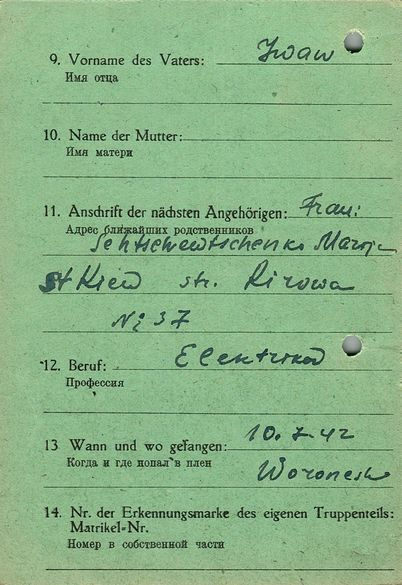 9. Vorname des Vaters: Iwan
Имя отца
10. Name der Mutter:
Имя матери
11. Anschrift der nächsten Angehörigen: Frau:
Адрес ближайших родственников
Schtschewtschenko
St Kiew str. Kirowa
№ 37
12. Beruf:
Профессия
13 Wann und wo gefangen: 10.7.42
Когда и где попал в плен
Woronesh
14. Nr. der Erkennungsmarke des eigenen Truppenteils:
Matrikel-Nr.
Номер в собственной части